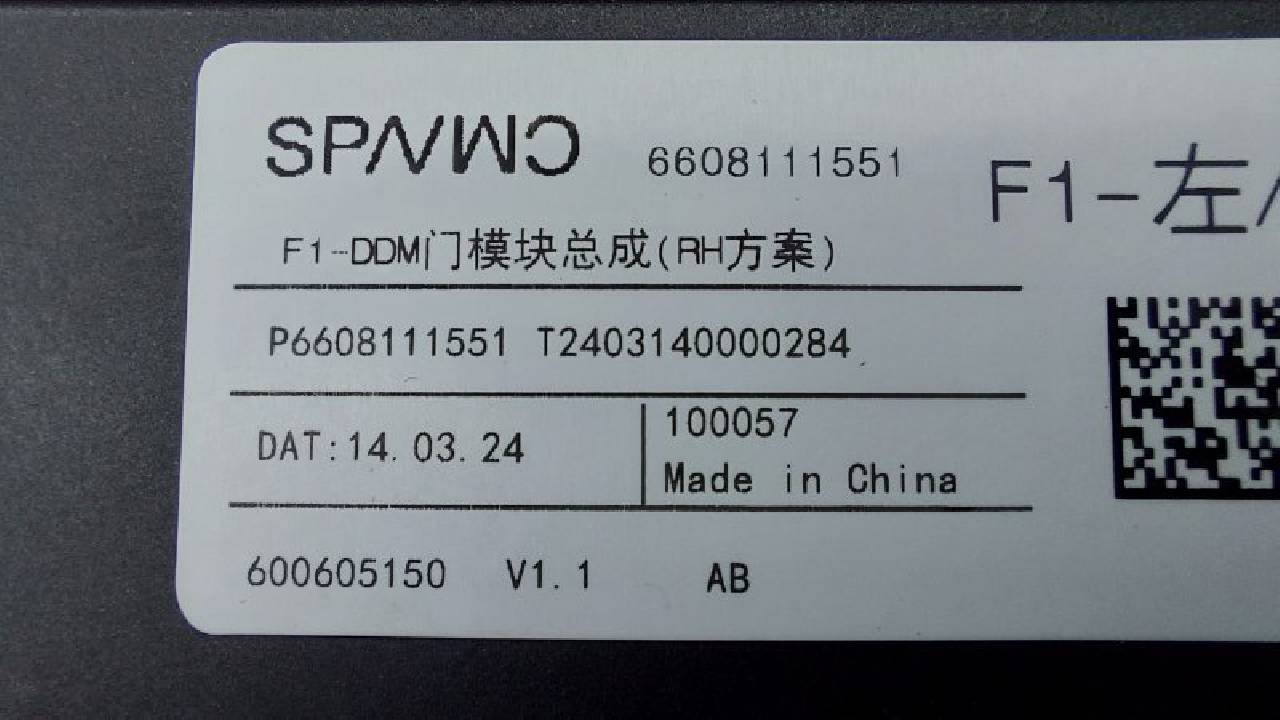 6608111551
F1-左/
F1-DDM门模块总成(RH方案)
P6608111551 T2403140000284
DAT:14.03.24
100057
Made in China
600605150 V1.1 AB